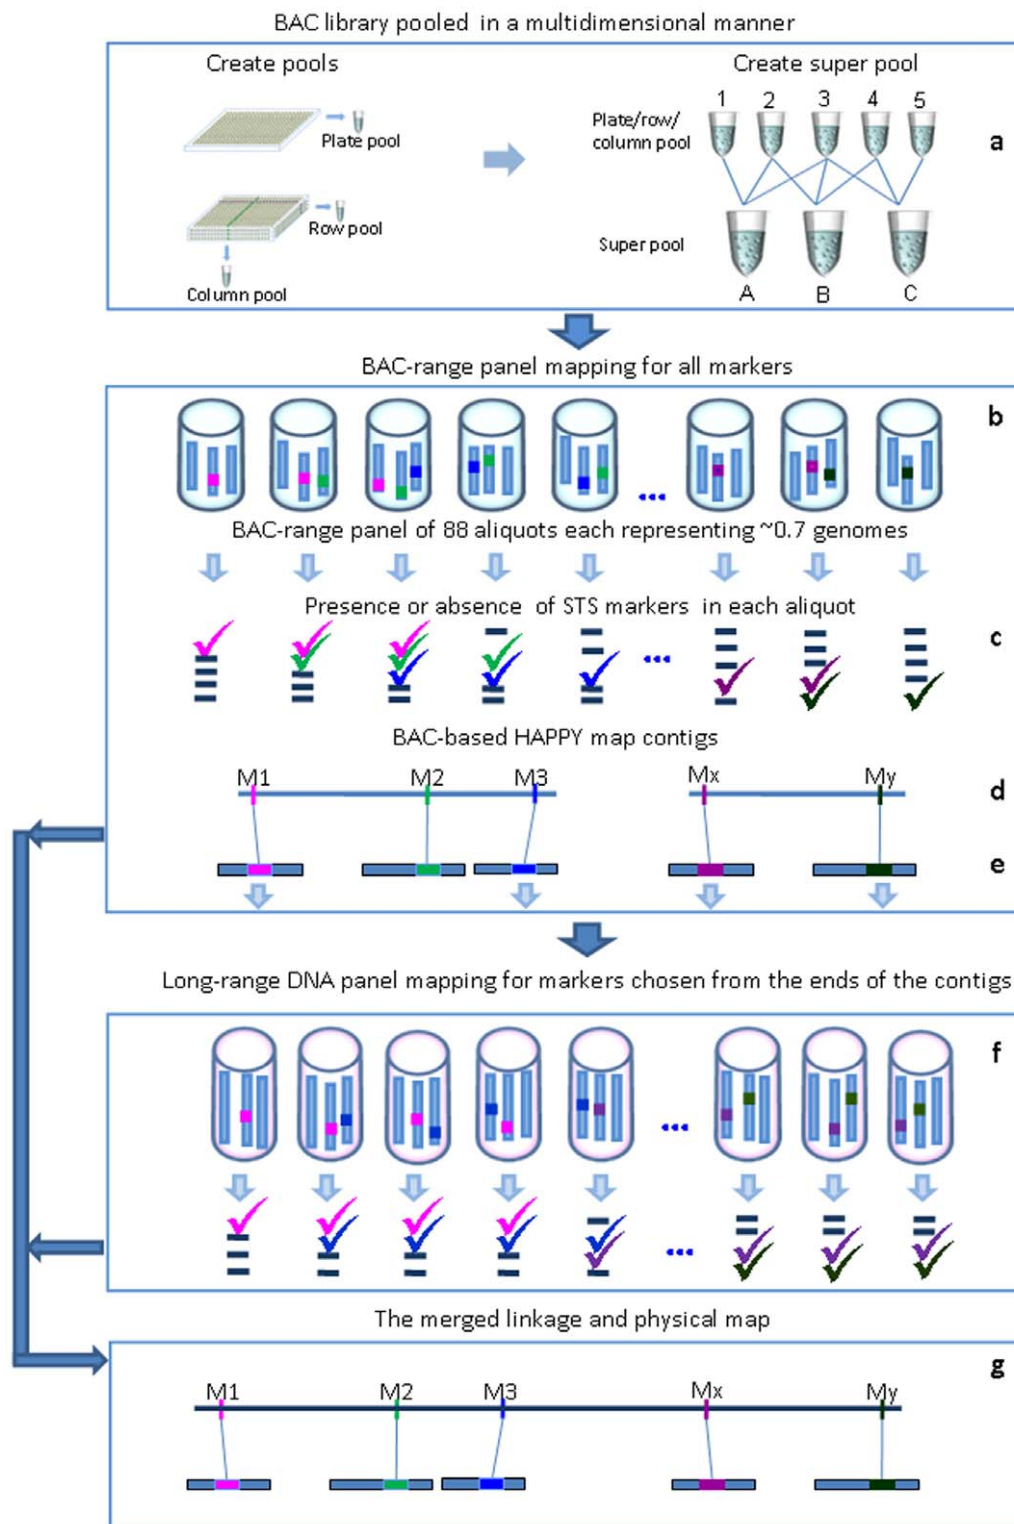 BAC library pooled in a multidimensional manner
Create pools
Create super pool
1 2 3 4 5
Plate pool
Plate/row/
column pool
a
Row pool
Column pool
Super pool
A B C
BAC-range panel mapping for all markers
b
BAC-range panel of 88 aliquots each representing ~0.7 genomes
Presence or absence of STS markers in each aliquot
c
BAC-based HAPPY map contigs
M1 M2 M3 Mx My
d
e
Long-range DNA panel mapping for markers chosen from the ends of the contigs
f
The merged linkage and physical map
g
M1 M2 M3 Mx My